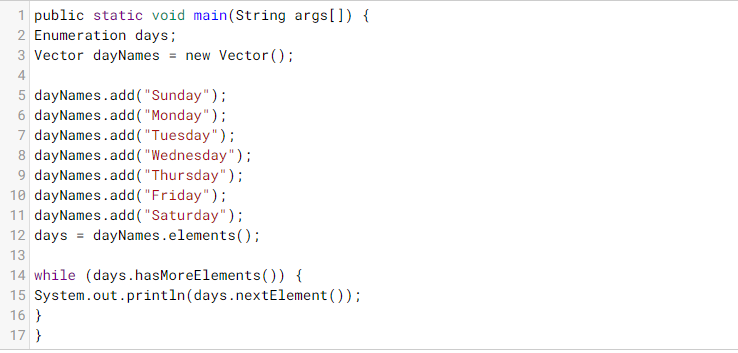 1 public static void main(String args[]) {
2 Enumeration days;
3 Vector dayNames = new Vector();
4
5 dayNames.add("Sunday");
6 dayNames.add("Monday");
7 dayNames.add("Tuesday");
8 dayNames.add("Wednesday");
9 dayNames.add("Thursday");
10 dayNames.add("Friday");
11 dayNames.add("Saturday");
12 days = dayNames.elements();
13
14 while (days.hasMoreElements()) {
15 System.out.println(days.nextElement());
16 }
17 }